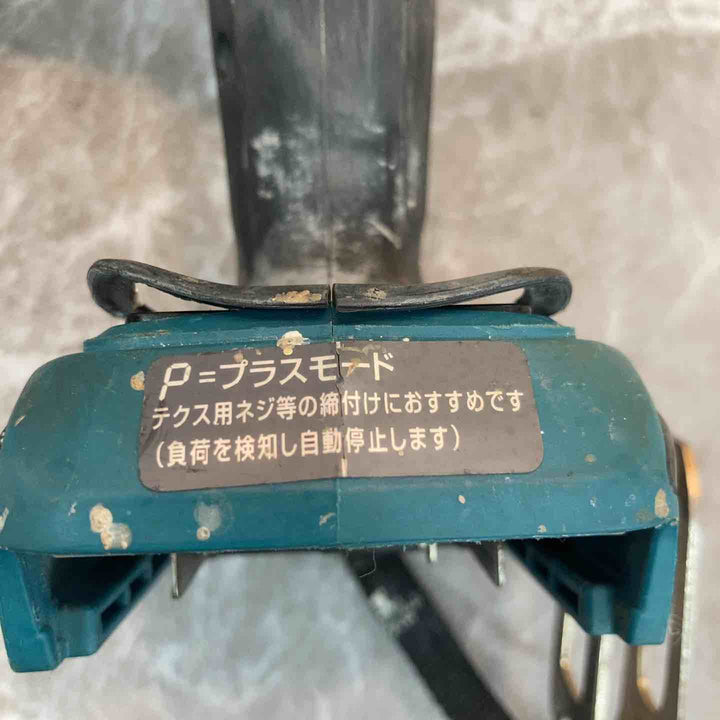 P=プラスモード
テクス用ネジ等の締付けにおすすめです
(負荷を検知し自動停止します)